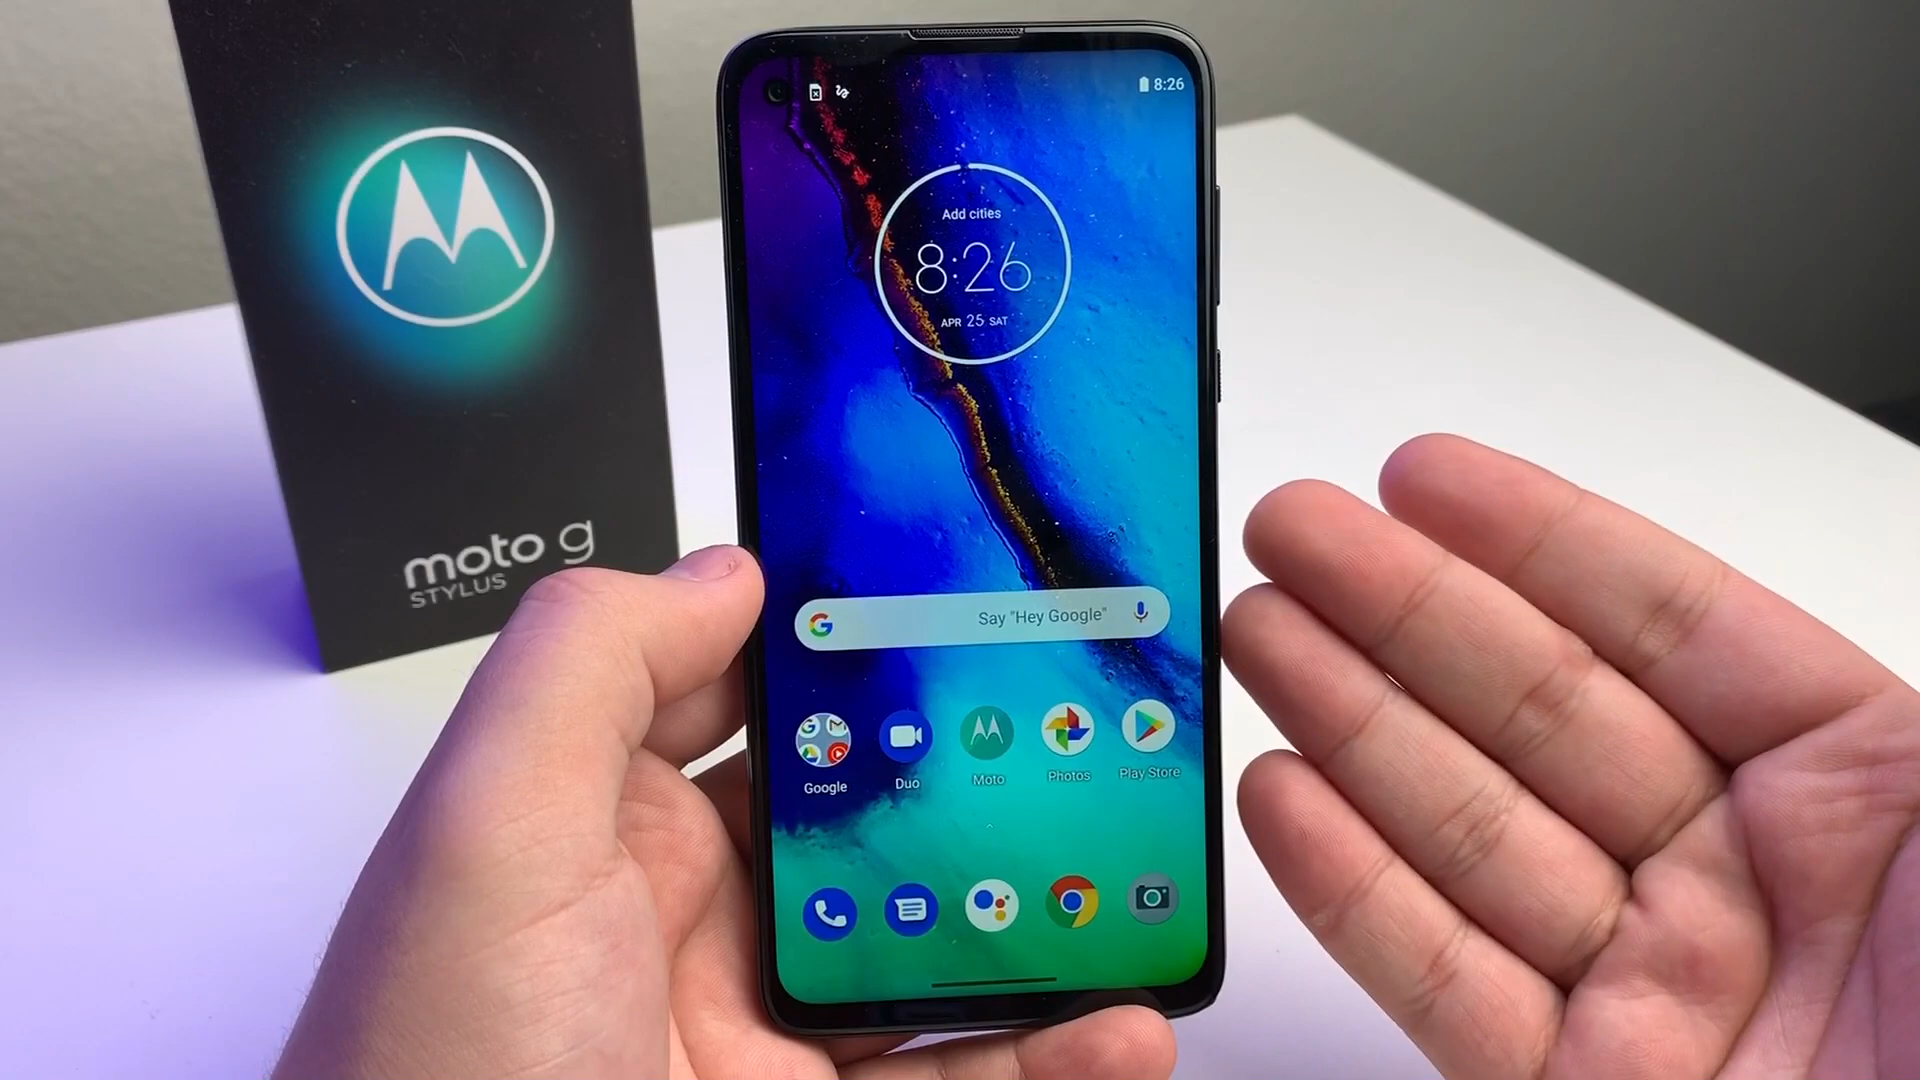 moto g
STYLUS
8:26
Add cities
8:26
APR 25 SAT
Say "Hey Google"
Google
Duo
Moto
Photos
Play Store